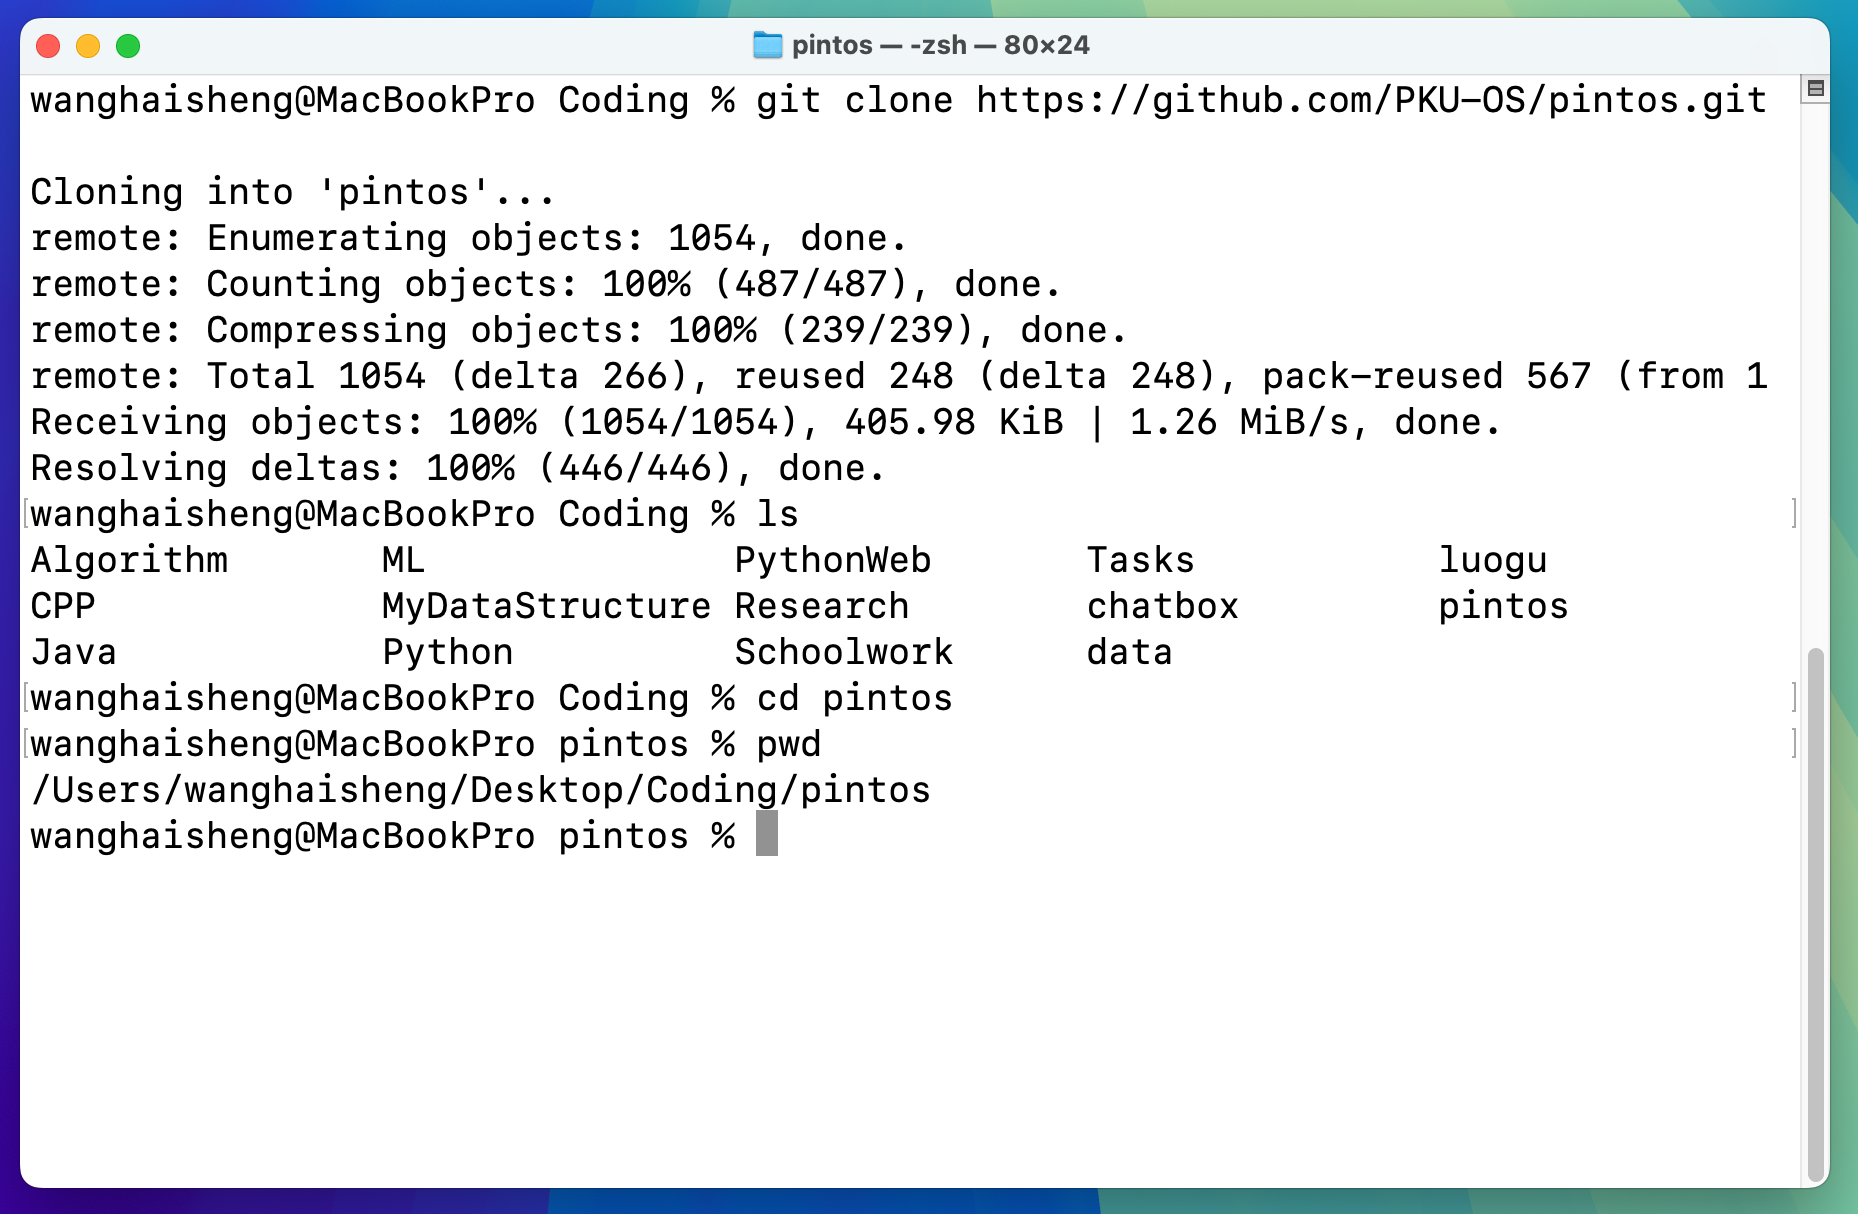 pintos — -zsh — 80×24
wanghaisheng@MacBookPro Coding % git clone https://github.com/PKU-OS/pintos.git
Cloning into 'pintos'...
remote: Enumerating objects: 1054, done.
remote: Counting objects: 100% (487/487), done.
remote: Compressing objects: 100% (239/239), done.
remote: Total 1054 (delta 266), reused 248 (delta 248), pack-reused 567 (from 1
Receiving objects: 100% (1054/1054), 405.98 KiB | 1.26 MiB/s, done.
Resolving deltas: 100% (446/446), done.
[wanghaisheng@MacBookPro Coding % ls ]
Algorithm ML PythonWeb Tasks luogu
CPP MyDataStructure Research chatbox pintos
Java Python Schoolwork data
[wanghaisheng@MacBookPro Coding % cd pintos ]
[wanghaisheng@MacBookPro pintos % pwd ]
/Users/wanghaisheng/Desktop/Coding/pintos
wanghaisheng@MacBookPro pintos %